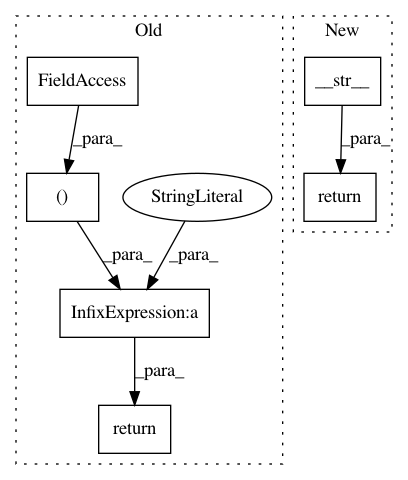 Old
New
FieldAccess
__str__
_para_
_para_
()
StringLiteral
return
_para_
_para_
InfixExpression:a
_para_
return